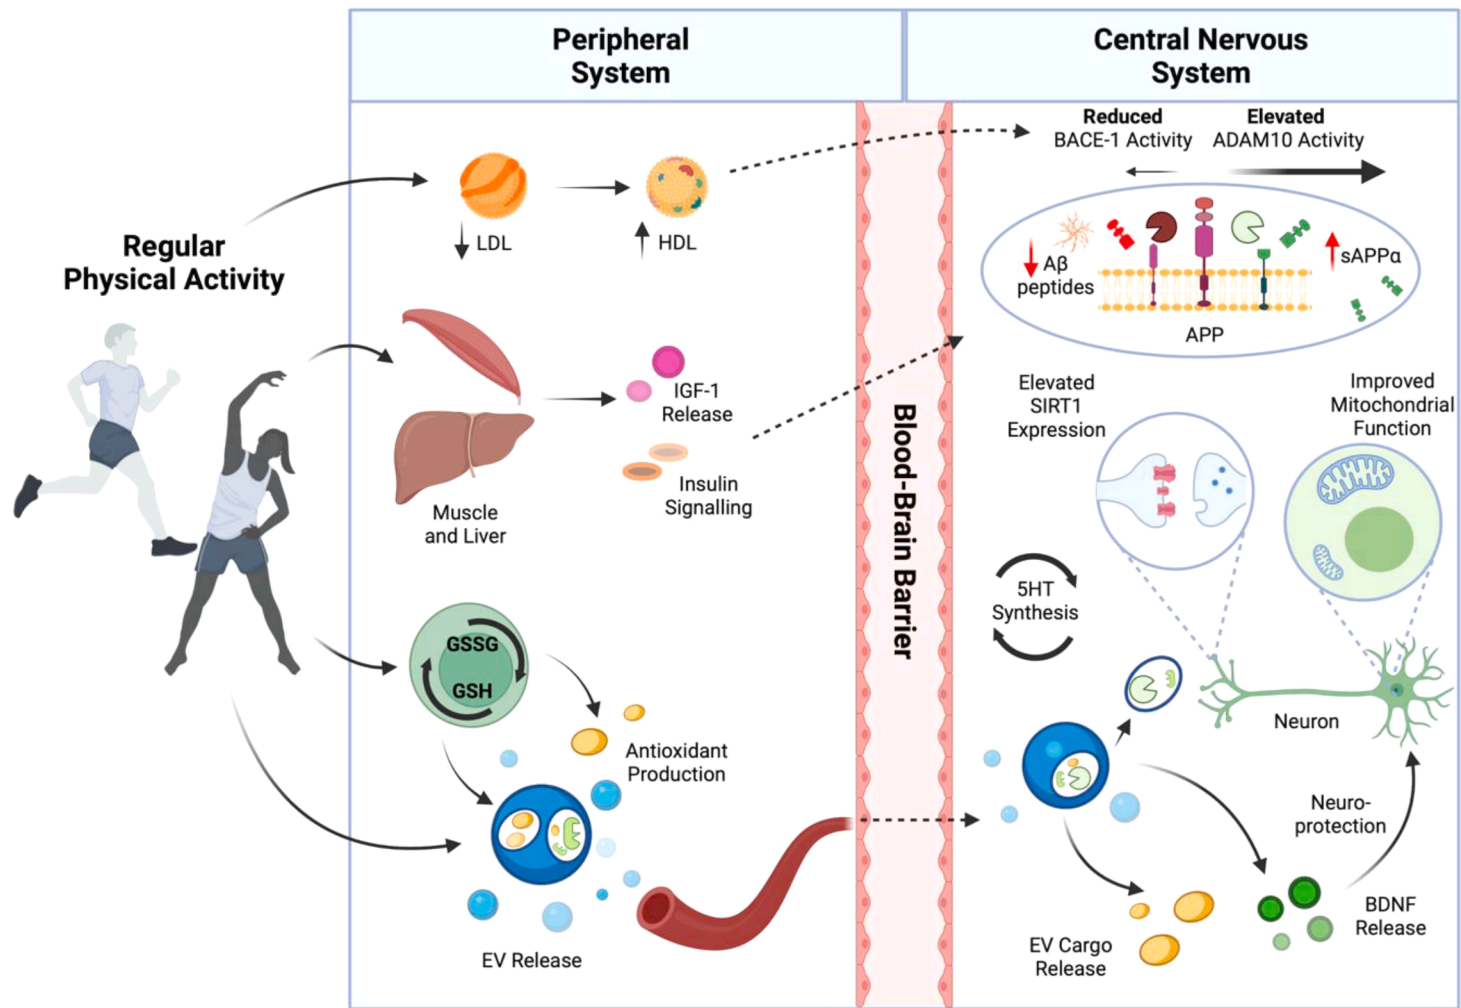 Peripheral
System
Central Nervous
System
Regular
Physical Activity
LDL
HDL
Reduced
BACE-1 Activity
Elevated
ADAM10 Activity
Aβ
peptides
sAPPα
APP
IGF-1
Release
Insulin
Signalling
Muscle
and Liver
Blood-Brain Barrier
Elevated
SIRT1
Expression
Improved
Mitochondrial
Function
5HT
Synthesis
GSSG
GSH
Antioxidant
Production
EV Release
Neuron
Neuro-
protection
BDNF
Release
EV Cargo
Release